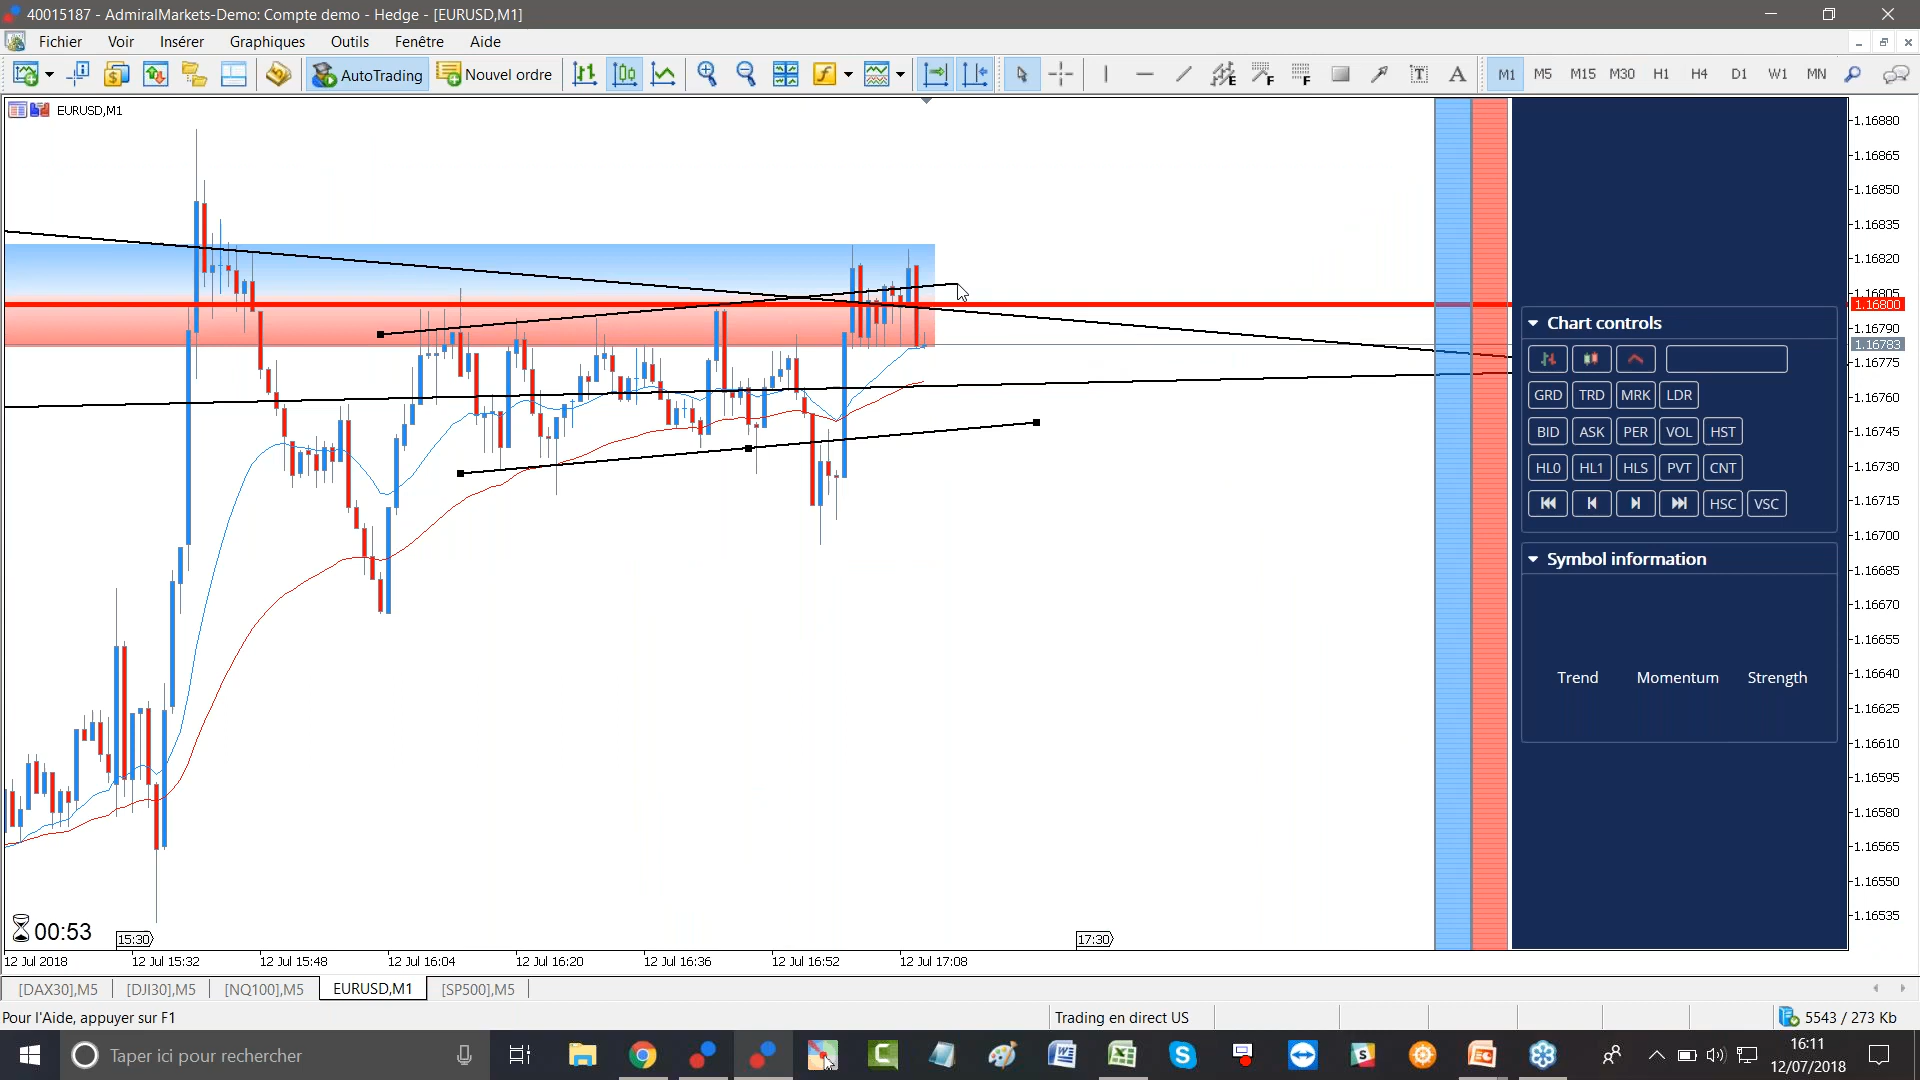 40015187 - AdmiralMarkets-Demo: Compte demo - Hedge - [EURUSD,M1]
Fichier Voir Insérer Graphiques Outils Fenêtre Aide
AutoTrading Nouvel ordre E F F T A M1 M5 M15 M30 H1 H4 D1 W1 MN
EURUSD,M1
1.16880
1.16865
1.16850
1.16835
1.16820
1.16805
1.16800
1.16790
1.16783
1.16775
1.16760
1.16745
1.16730
1.16715
1.16700
1.16685
1.16670
1.16655
1.16640
1.16625
1.16610
1.16595
1.16580
1.16565
1.16550
1.16535
Chart controls
GRD TRD MRK LDR
BID ASK PER VOL HST
HL0 HL1 HLS PVT CNT
HSC VSC
Symbol information
Trend Momentum Strength
00:53
15:30 17:30
12 Jul 2018 12 Jul 15:32 12 Jul 15:48 12 Jul 16:04 12 Jul 16:20 12 Jul 16:36 12 Jul 16:52 12 Jul 17:08
[DAX30],M5 [DJI30],M5 [NQ100],M5 EURUSD,M1 [SP500],M5
Pour l'Aide, appuyer sur F1 Trading en direct US 5543 / 273 Kb
Taper ici pour rechercher
16:11
12/07/2018